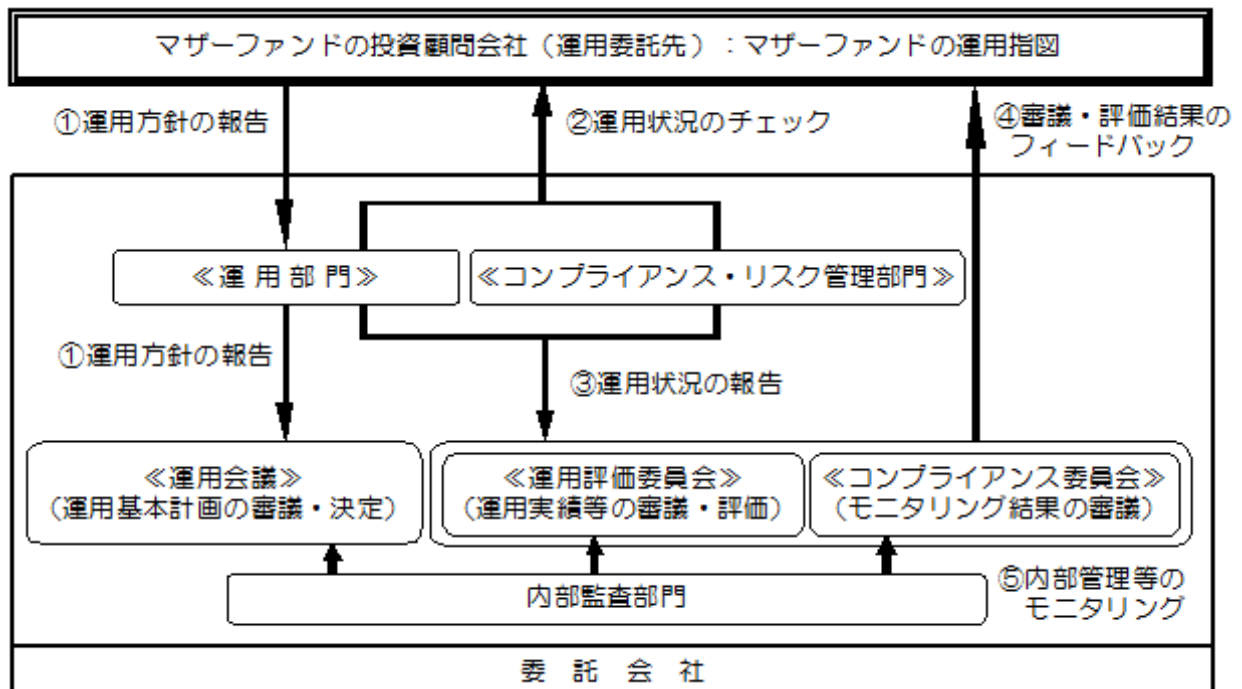 マザーファンドの投資顧問会社（運用委託先）：マザーファンドの運用指図
①運用方針の報告
②運用状況のチェック
④審議・評価結果の
フィードバック
≪運 用 部 門≫
≪コンプライアンス・リスク管理部門≫
①運用方針の報告
③運用状況の報告
≪運用会議≫
（運用基本計画の審議・決定）
≪運用評価委員会≫
（運用実績等の審議・評価）
≪コンプライアンス委員会≫
（モニタリング結果の審議）
内部監査部門
⑤内部管理等の
モニタリング
委 託 会 社